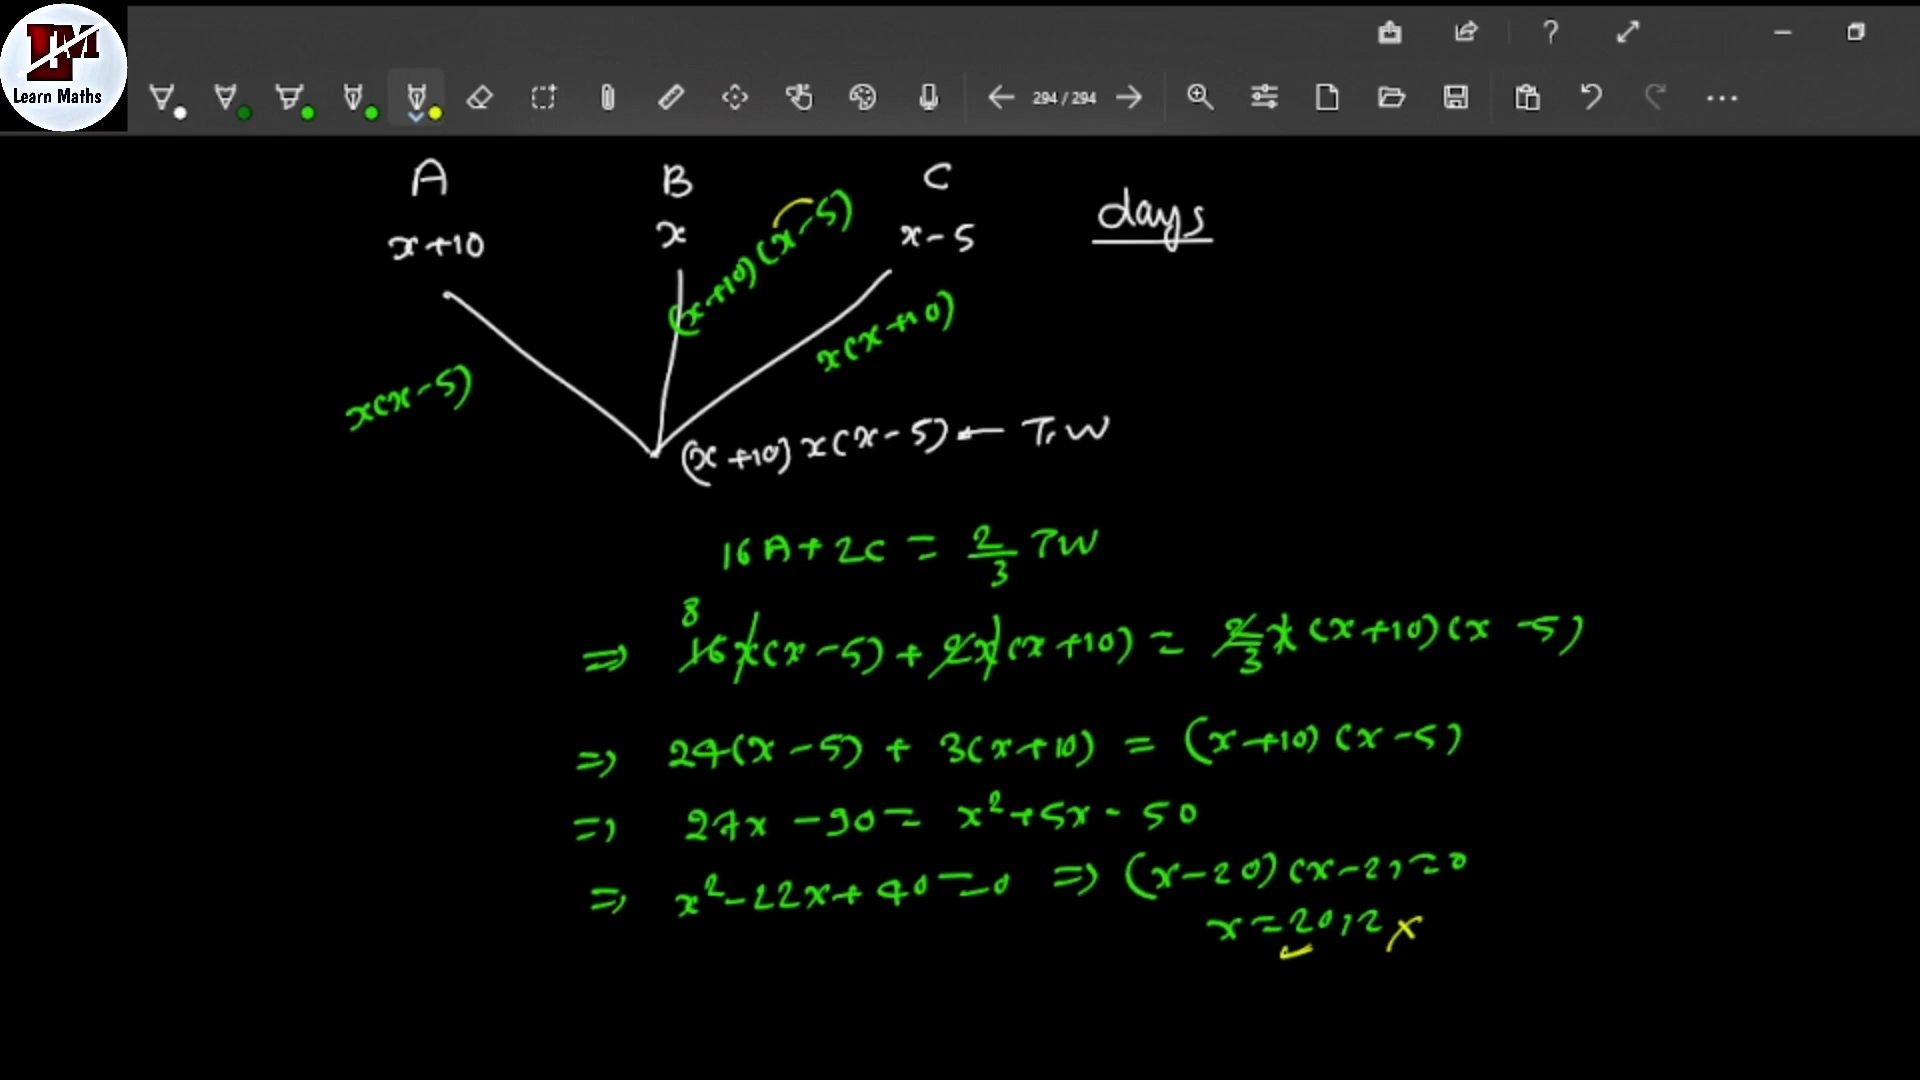 LM
Learn Maths
294 / 294
A B C
x+10 x x-5 days
(x+10)(x-5)
x(x+10)
x(x-5)
(x+10)x(x-5) ← T.W
16A + 2C = 2/3 TW
8
⇒ 16x(x-5) + 2x(x+10) = 2/3 x (x+10)(x-5)
⇒ 24(x-5) + 3(x+10) = (x+10)(x-5)
⇒ 27x - 90 = x²+5x-50
⇒ x²-22x+40=0 ⇒ (x-20)(x-2)=0
x=20,2 ×